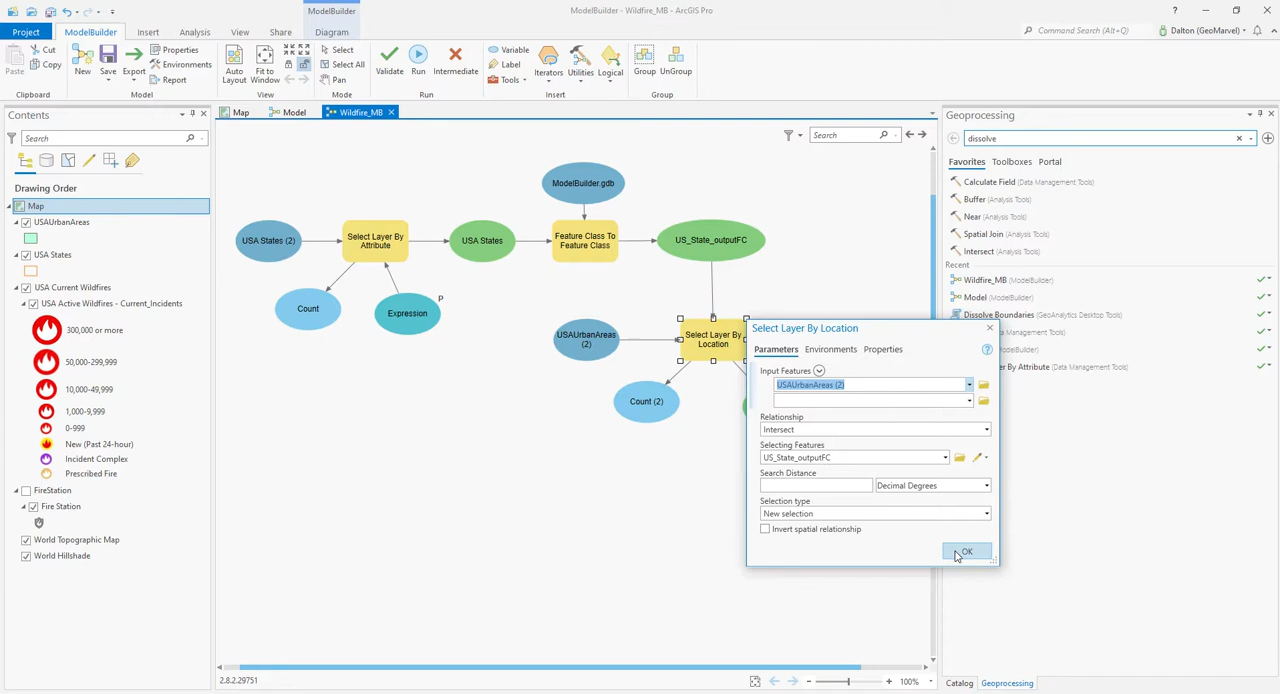 ModelBuilder
ModelBuilder - Wildfire_MB - ArcGIS Pro
Project
ModelBuilder
Insert
Analysis
View
Share
Diagram
Command Search (Alt+Q)
Dalton (GeoMarvel)
Paste
Cut
Copy
Clipboard
New
Save
Export
Properties
Environments
Report
Model
Auto
Layout
Fit to
Window
View
Select
Select All
Pan
Mode
Validate
Run
Intermediate
Run
Variable
Label
Tools
Iterators
Utilities
Logical
Insert
Group
UnGroup
Group
Contents
Search
Drawing Order
Map
USAUrbanAreas
USA States
USA Current Wildfires
USA Active Wildfires - Current_Incidents
300,000 or more
50,000-299,999
10,000-49,999
1,000-9,999
0-999
New (Past 24-hour)
Incident Complex
Prescribed Fire
FireStation
Fire Station
World Topographic Map
World Hillshade
Map
Model
Wildfire_MB
Search
ModelBuilder.gdb
USA States (2)
Select Layer By
Attribute
USA States
Feature Class To
Feature Class
US_State_outputFC
Count
Expression
P
USAUrbanAreas
(2)
Select Layer By
Location
Count (2)
Select Layer By Location
Parameters
Environments
Properties
Input Features
USAUrbanAreas (2)
Relationship
Intersect
Selecting Features
US_State_outputFC
Search Distance
Decimal Degrees
Selection type
New selection
Invert spatial relationship
OK
2.8.2.29751
100%
Geoprocessing
dissolve
Favorites
Toolboxes
Portal
Calculate Field (Data Management Tools)
Buffer (Analysis Tools)
Near (Analysis Tools)
Spatial Join (Analysis Tools)
Intersect (Analysis Tools)
Recent
Wildfire_MB (ModelBuilder)
Model (ModelBuilder)
Dissolve Boundaries (GeoAnalytics Desktop Tools)
ModelBuilder)
By Attribute (Data Management Tools)
Catalog
Geoprocessing